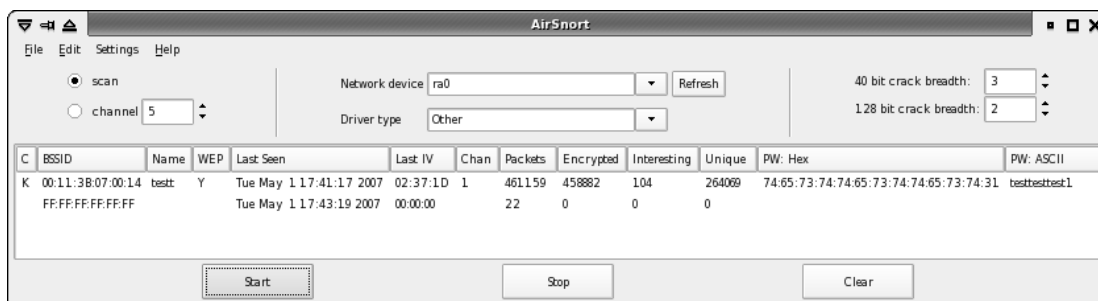 AirSnort
File Edit Settings Help
scan
channel 5
Network device ra0 Refresh
Driver type Other
40 bit crack breadth: 3
128 bit crack breadth: 2
C BSSID Name WEP Last Seen Last IV Chan Packets Encrypted Interesting Unique PW: Hex PW: ASCII
K 00:11:3B:07:00:14 testt Y Tue May 1 17:41:17 2007 02:37:1D 1 461159 458882 104 264069 74:65:73:74:74:65:73:74:74:65:73:74:31 testtesttest1
FF:FF:FF:FF:FF:FF Tue May 1 17:43:19 2007 00:00:00 22 0 0 0
Start Stop Clear